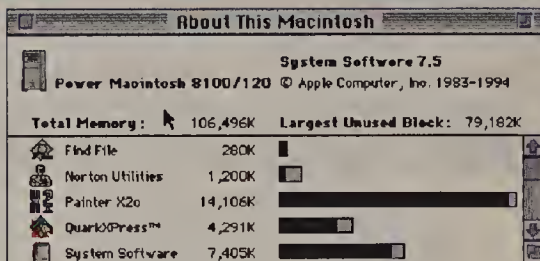 About This Macintosh
System Software 7.5
Power Macintosh 8100/120 © Apple Computer, Inc. 1983-1994
Total Memory: 106,496K Largest Unused Block: 79,182K
Find File 280K
Norton Utilities 1,200K
Painter X2o 14,106K
QuarkXPress™ 4,291K
System Software 7,405K